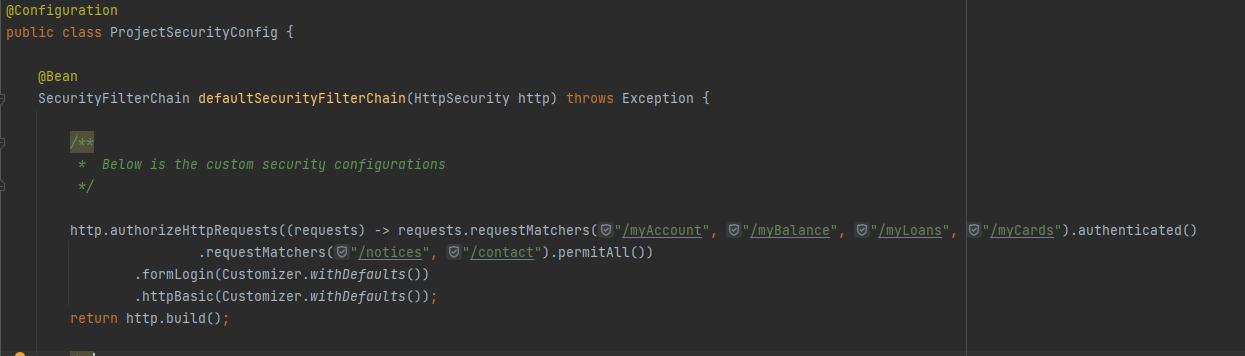 @Configuration
public class ProjectSecurityConfig {
@Bean
SecurityFilterChain defaultSecurityFilterChain(HttpSecurity http) throws Exception {
/**
* Below is the custom security configurations
*/
http.authorizeHttpRequests((requests) -> requests.requestMatchers("/myAccount", "/myBalance", "/myLoans", "/myCards").authenticated()
.requestMatchers("/notices", "/contact").permitAll())
.formLogin(Customizer.withDefaults())
.httpBasic(Customizer.withDefaults());
return http.build();